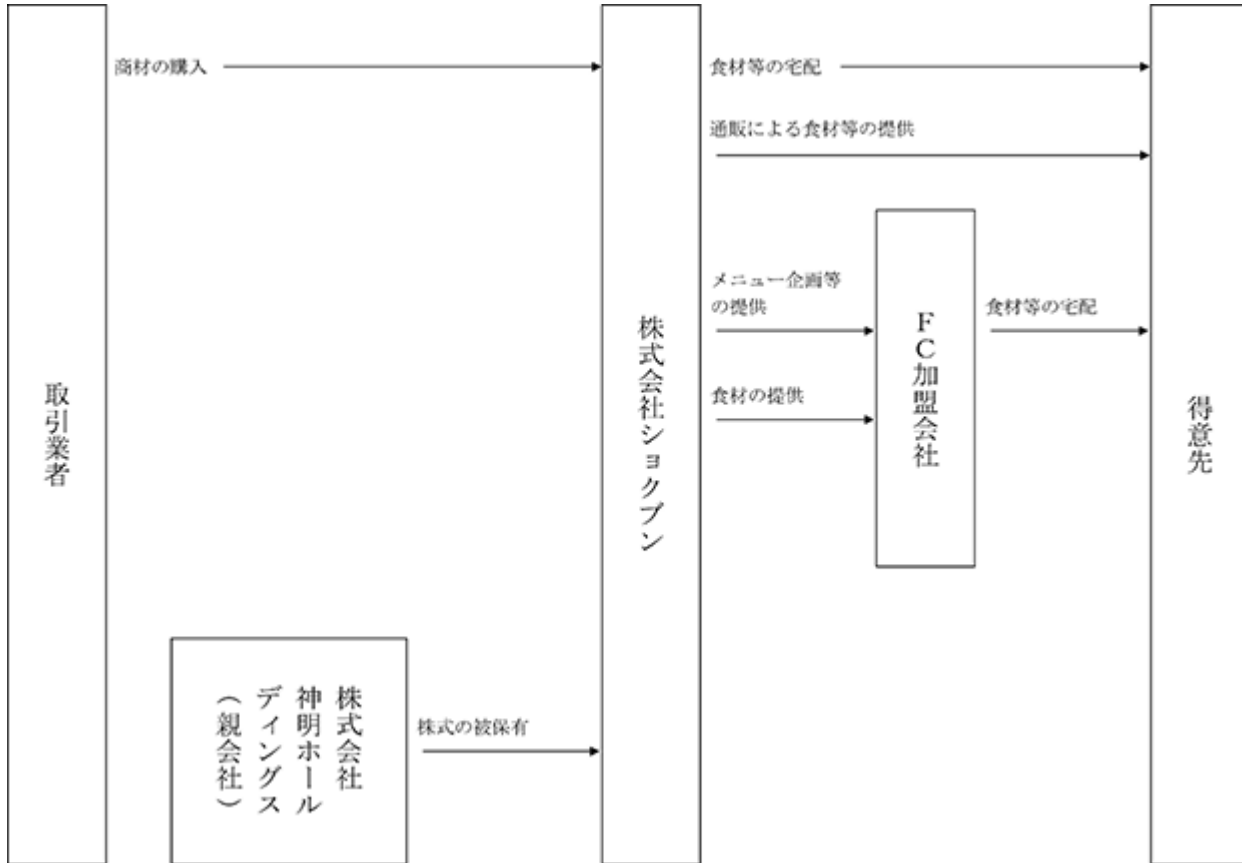 取引業者
商材の購入
株式会社
神明ホール
ディングス
（親会社）
株式の被保有
株式会社ショクブン
食材等の宅配
通販による食材等の提供
メニュー企画等
の提供
食材の提供
ＦＣ加盟会社
食材等の宅配
得意先